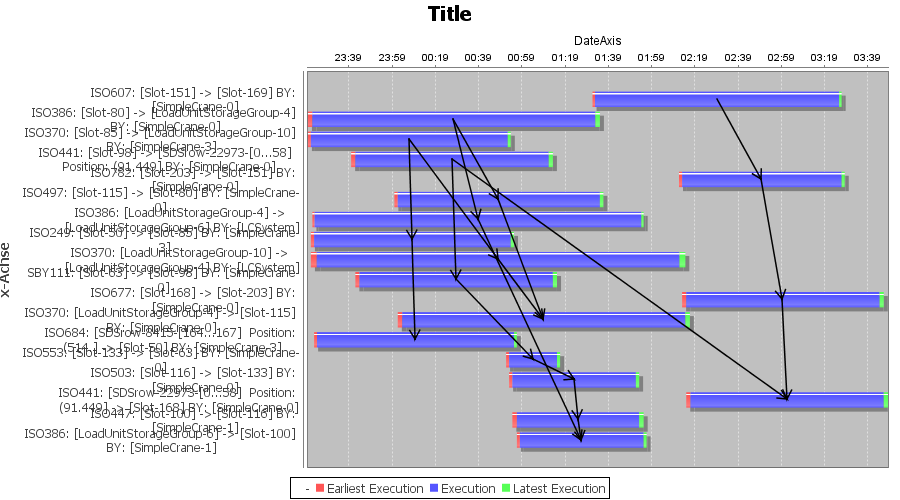 Title
DateAxis
23:39 23:59 00:19 00:39 00:59 01:19 01:39 01:59 02:19 02:39 02:59 03:19 03:39
x-Achse
ISO607: [Slot-151] -> [Slot-169] BY:
[SimpleCrane-0]
ISO386: [Slot-80] -> [LoadUnitStorageGroup-4]
BY: [SimpleCrane-0]
ISO370: [Slot-85] -> [LoadUnitStorageGroup-10]
BY: [SimpleCrane-3]
ISO441: [Slot-98] -> [SDSrow-22973-[0...58]
Position: (91.449] BY: [SimpleCrane-0]
ISO782: [Slot-203] -> [Slot-151] BY:
[SimpleCrane-0]
ISO497: [Slot-115] -> [Slot-80] BY: [SimpleCrane-
0]
ISO386: [LoadUnitStorageGroup-4] ->
[LoadUnitStorageGroup-6] BY: [LCSystem]
ISO249: [Slot-50] -> [Slot-85] BY: [SimpleCrane-
3]
ISO370: [LoadUnitStorageGroup-10] ->
[LoadUnitStorageGroup-4] BY: [LCSystem]
SBY111: [Slot-63] -> [Slot-98] BY: [SimpleCrane-
0]
ISO677: [Slot-168] -> [Slot-203] BY:
[SimpleCrane-0]
ISO370: [LoadUnitStorageGroup-4] -> [Slot-115]
BY: [SimpleCrane-0]
ISO684: [SDSrow-8415-[164...167] Position:
(514.] -> [Slot-50] BY: [SimpleCrane-3]
ISO553: [Slot-133] -> [Slot-63] BY: [SimpleCrane-
0]
ISO503: [Slot-116] -> [Slot-133] BY:
[SimpleCrane-0]
ISO441: [SDSrow-22973-[0...58] Position:
(91.449] -> [Slot-168] BY: [SimpleCrane-0]
ISO447: [Slot-100] -> [Slot-116] BY:
[SimpleCrane-1]
ISO386: [LoadUnitStorageGroup-6] -> [Slot-100]
BY: [SimpleCrane-1]
- Earliest Execution Execution Latest Execution